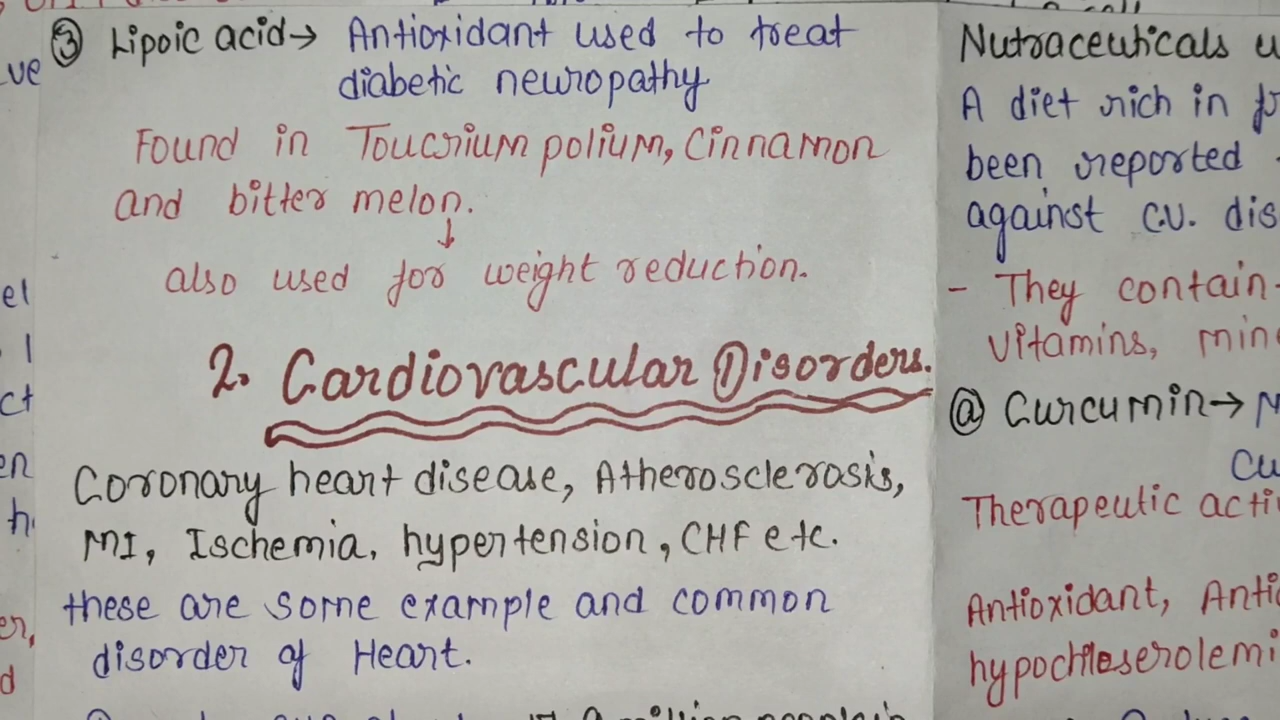 ③ Lipoic acid→ Antioxidant used to treat
diabetic neuropathy
Found in Toucrium polium, Cinnamon
and bitter melon.
↓
also used for weight reduction.
2. Cardiovascular Disorders.
Coronary heart disease, Atherosclerosis,
MI, Ischemia, hypertension, CHF etc.
these are some example and common
disorder of Heart.
Nutraceuticals u
A diet rich in
been reported
against C.V. dis
- They contain
vitamins, min
ⓐ Curcumin→
Cu
Therapeutic acti
Antioxidant, Anti